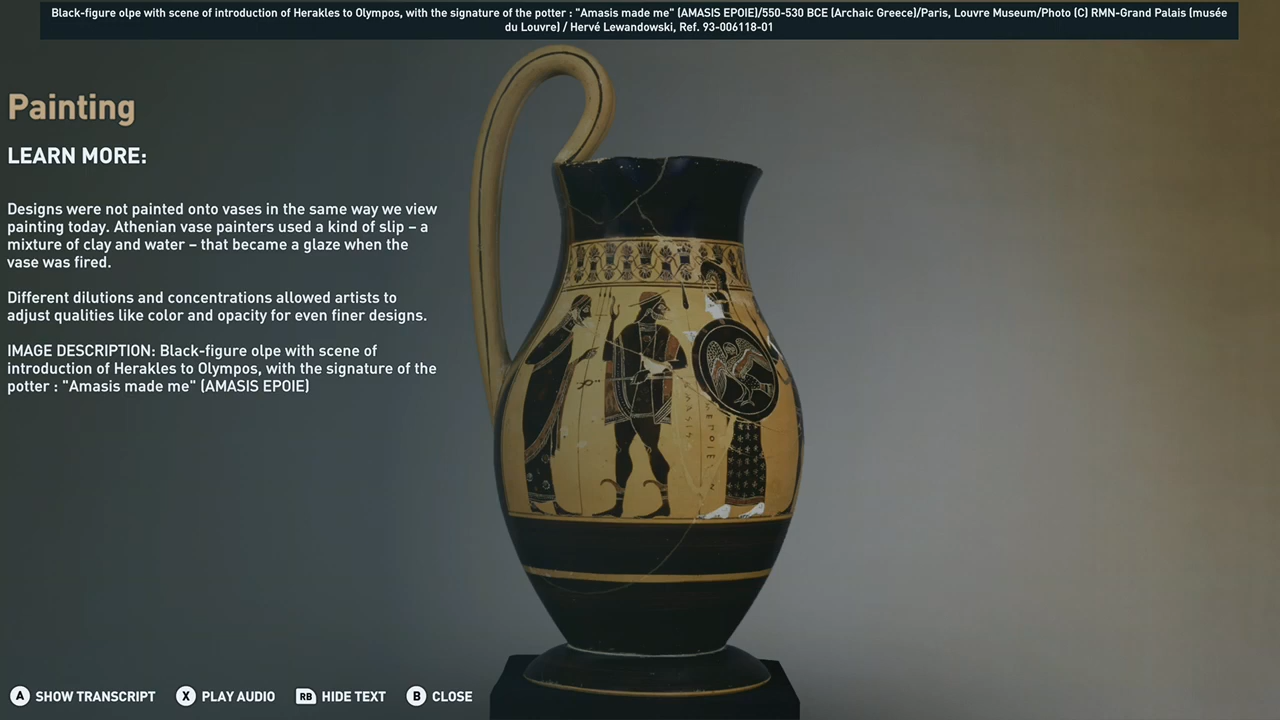 Black-figure olpe with scene of introduction of Herakles to Olympos, with the signature of the potter : "Amasis made me" (AMASIS EPOIE)/550-530 BCE (Archaic Greece)/Paris, Louvre Museum/Photo (C) RMN-Grand Palais (musée
du Louvre) / Hervé Lewandowski, Ref. 93-006118-01
Painting
LEARN MORE:
Designs were not painted onto vases in the same way we view
painting today. Athenian vase painters used a kind of slip – a
mixture of clay and water – that became a glaze when the
vase was fired.
Different dilutions and concentrations allowed artists to
adjust qualities like color and opacity for even finer designs.
IMAGE DESCRIPTION: Black-figure olpe with scene of
introduction of Herakles to Olympos, with the signature of the
potter : "Amasis made me" (AMASIS EPOIE)
A SHOW TRANSCRIPT X PLAY AUDIO RB HIDE TEXT B CLOSE